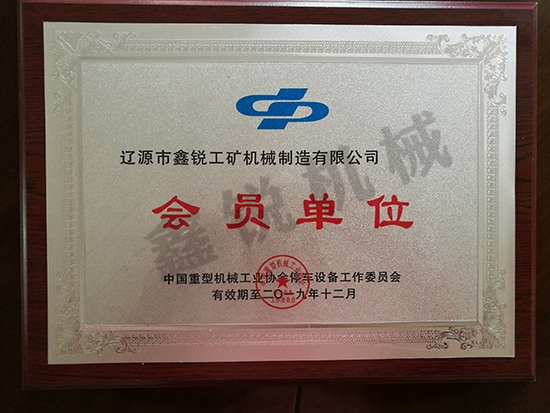 辽源市鑫锐工矿机械制造有限公司
会员单位
中国重型机械工业协会停车设备工作委员会
有效期至二〇一九年十二月
鑫锐机械